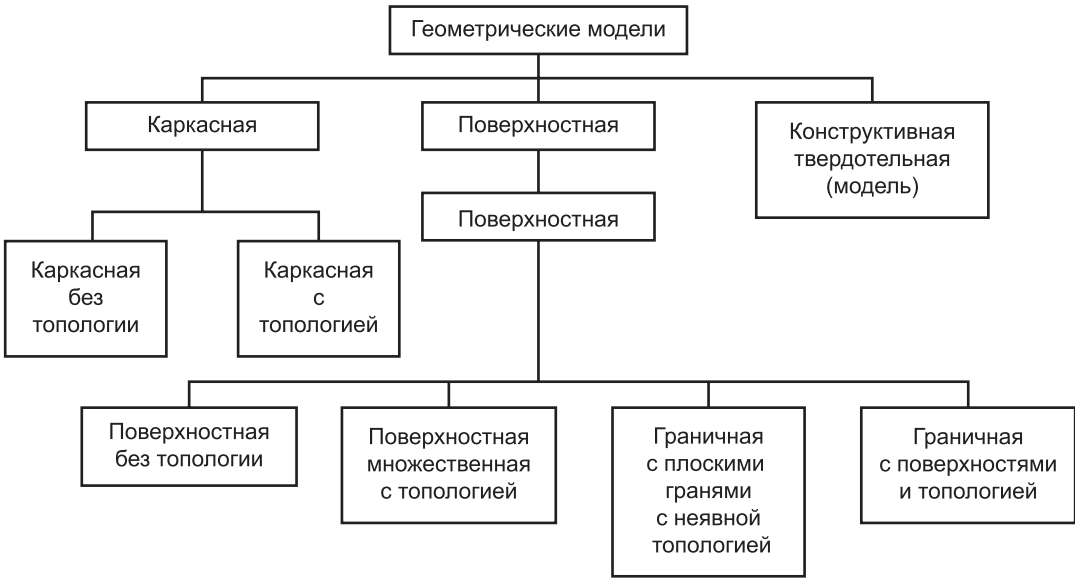 Геометрические модели
Каркасная
Поверхностная
Конструктивная
твердотельная
(модель)
Поверхностная
Каркасная
без
топологии
Каркасная
с
топологией
Поверхностная
без топологии
Поверхностная
множественная
с топологией
Граничная
с плоскими
гранями
с неявной
топологией
Граничная
с поверхностями
и топологией